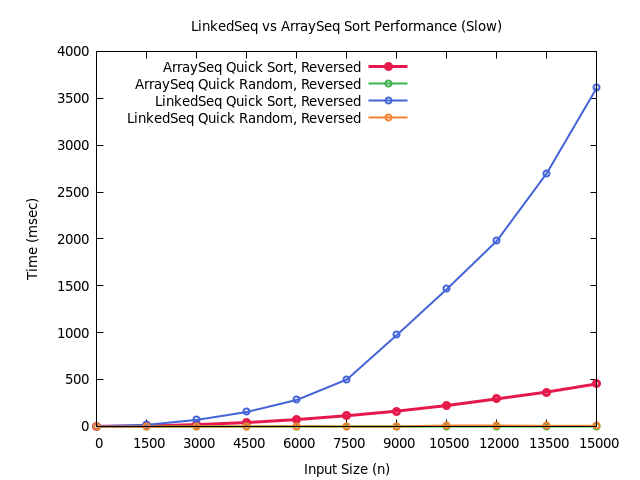 LinkedSeq vs ArraySeq Sort Performance (Slow)
4000
3500
3000
2500
2000
1500
1000
500
0
Time (msec)
ArraySeq Quick Sort, Reversed
ArraySeq Quick Random, Reversed
LinkedSeq Quick Sort, Reversed
LinkedSeq Quick Random, Reversed
0 1500 3000 4500 6000 7500 9000 10500 12000 13500 15000
Input Size (n)